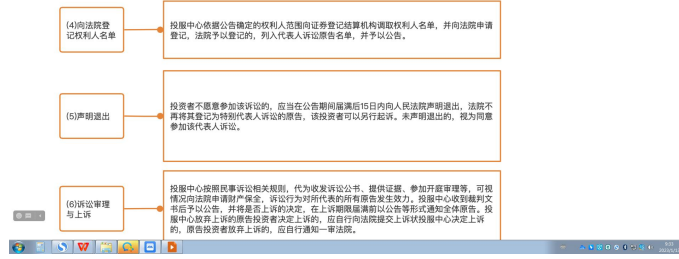 (4)向法院登
记权利人名单
投服中心依据公告确定的权利人范围向证券登记结算机构调取权利人名单，并向法院申请
登记，法院予以登记的，列入代表人诉讼原告名单，并予以公告。
(5)声明退出
投资者不愿意参加该诉讼的，应当在公告期间届满后15日内向人民法院声明退出，法院不
再将其登记为特别代表人诉讼的原告，该投资者可以另行起诉。未声明退出的，视为同意
参加该代表人诉讼。
(6)诉讼审理
与上诉
投服中心按照民事诉讼相关规则，代为收发诉讼公书、提供证据、参加开庭审理等，可视
情况向法院申请财产保全，诉讼行为对所代表的所有原告发生效力。投服中心收到裁判文
书后予以公告，并将是否上诉的决定，在上诉期限届满前以公告等形式通知全体原告。投
服中心放弃上诉的原告投资者决定上诉的，应自行向法院提交上诉状投服中心决定上诉
的，原告投资者放弃上诉的，应自行通知一审法院。